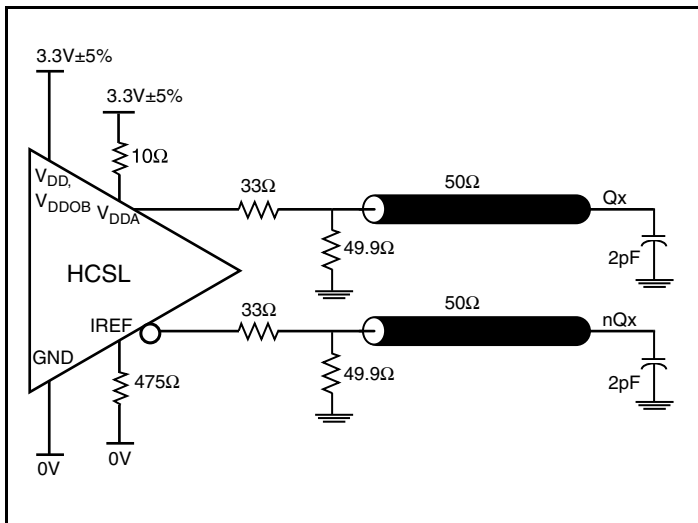 3.3V±5%
3.3V±5%
10Ω
V_DD,
V_DDOB
V_DDA
33Ω
50Ω
Qx
49.9Ω
2pF
HCSL
IREF
33Ω
50Ω
nQx
GND
475Ω
49.9Ω
2pF
0V
0V